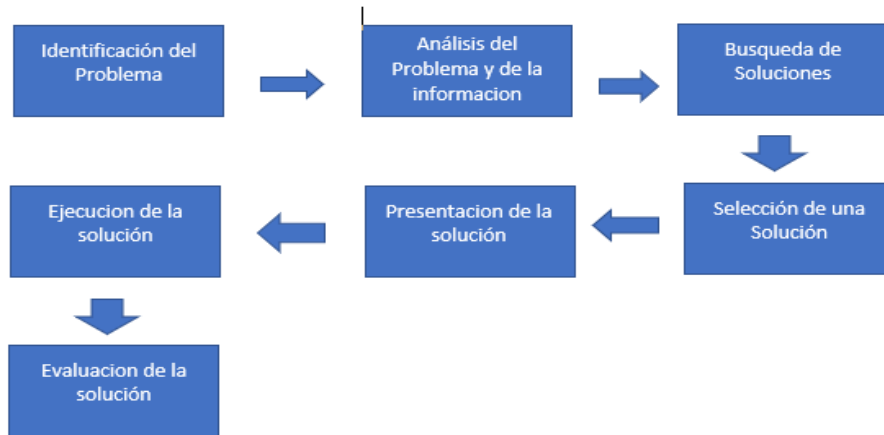 Identificación del
Problema
Análisis del
Problema y de la
informacion
Busqueda de
Soluciones
Selección de una
Solución
Presentacion de la
solución
Ejecucion de la
solución
Evaluacion de la
solución